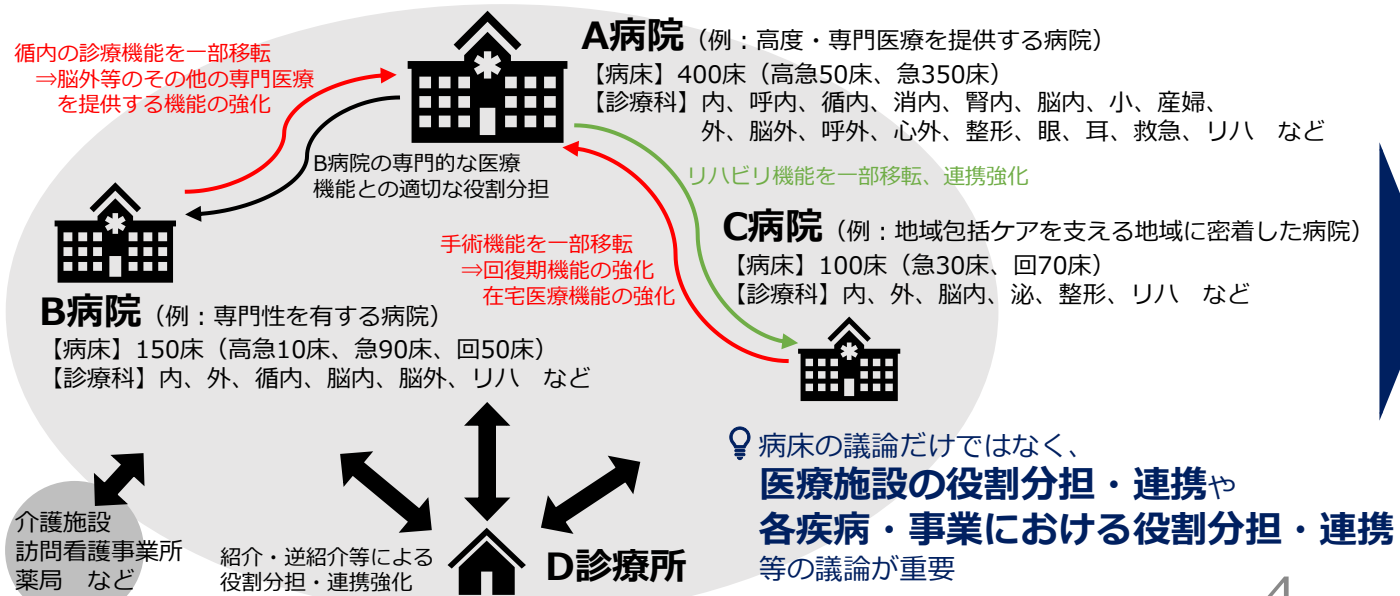 循内の診療機能を一部移転
⇒脳外等のその他の専門医療
を提供する機能の強化
A病院（例：高度・専門医療を提供する病院）
【病床】400床（高急50床、急350床）
【診療科】内、呼内、循内、消内、腎内、脳内、小、産婦、
外、脳外、呼外、心外、整形、眼、耳、救急、リハ など
B病院の専門的な医療
機能との適切な役割分担
リハビリ機能を一部移転、連携強化
手術機能を一部移転
⇒回復期機能の強化
在宅医療機能の強化
C病院（例：地域包括ケアを支える地域に密着した病院）
【病床】100床（急30床、回70床）
【診療科】内、外、脳内、泌、整形、リハ など
B病院（例：専門性を有する病院）
【病床】150床（高急10床、急90床、回50床）
【診療科】内、外、循内、脳内、脳外、リハ など
病床の議論だけではなく、
医療施設の役割分担・連携や
各疾病・事業における役割分担・連携
等の議論が重要
介護施設
訪問看護事業所
薬局 など
紹介・逆紹介等による
役割分担・連携強化
D診療所
4